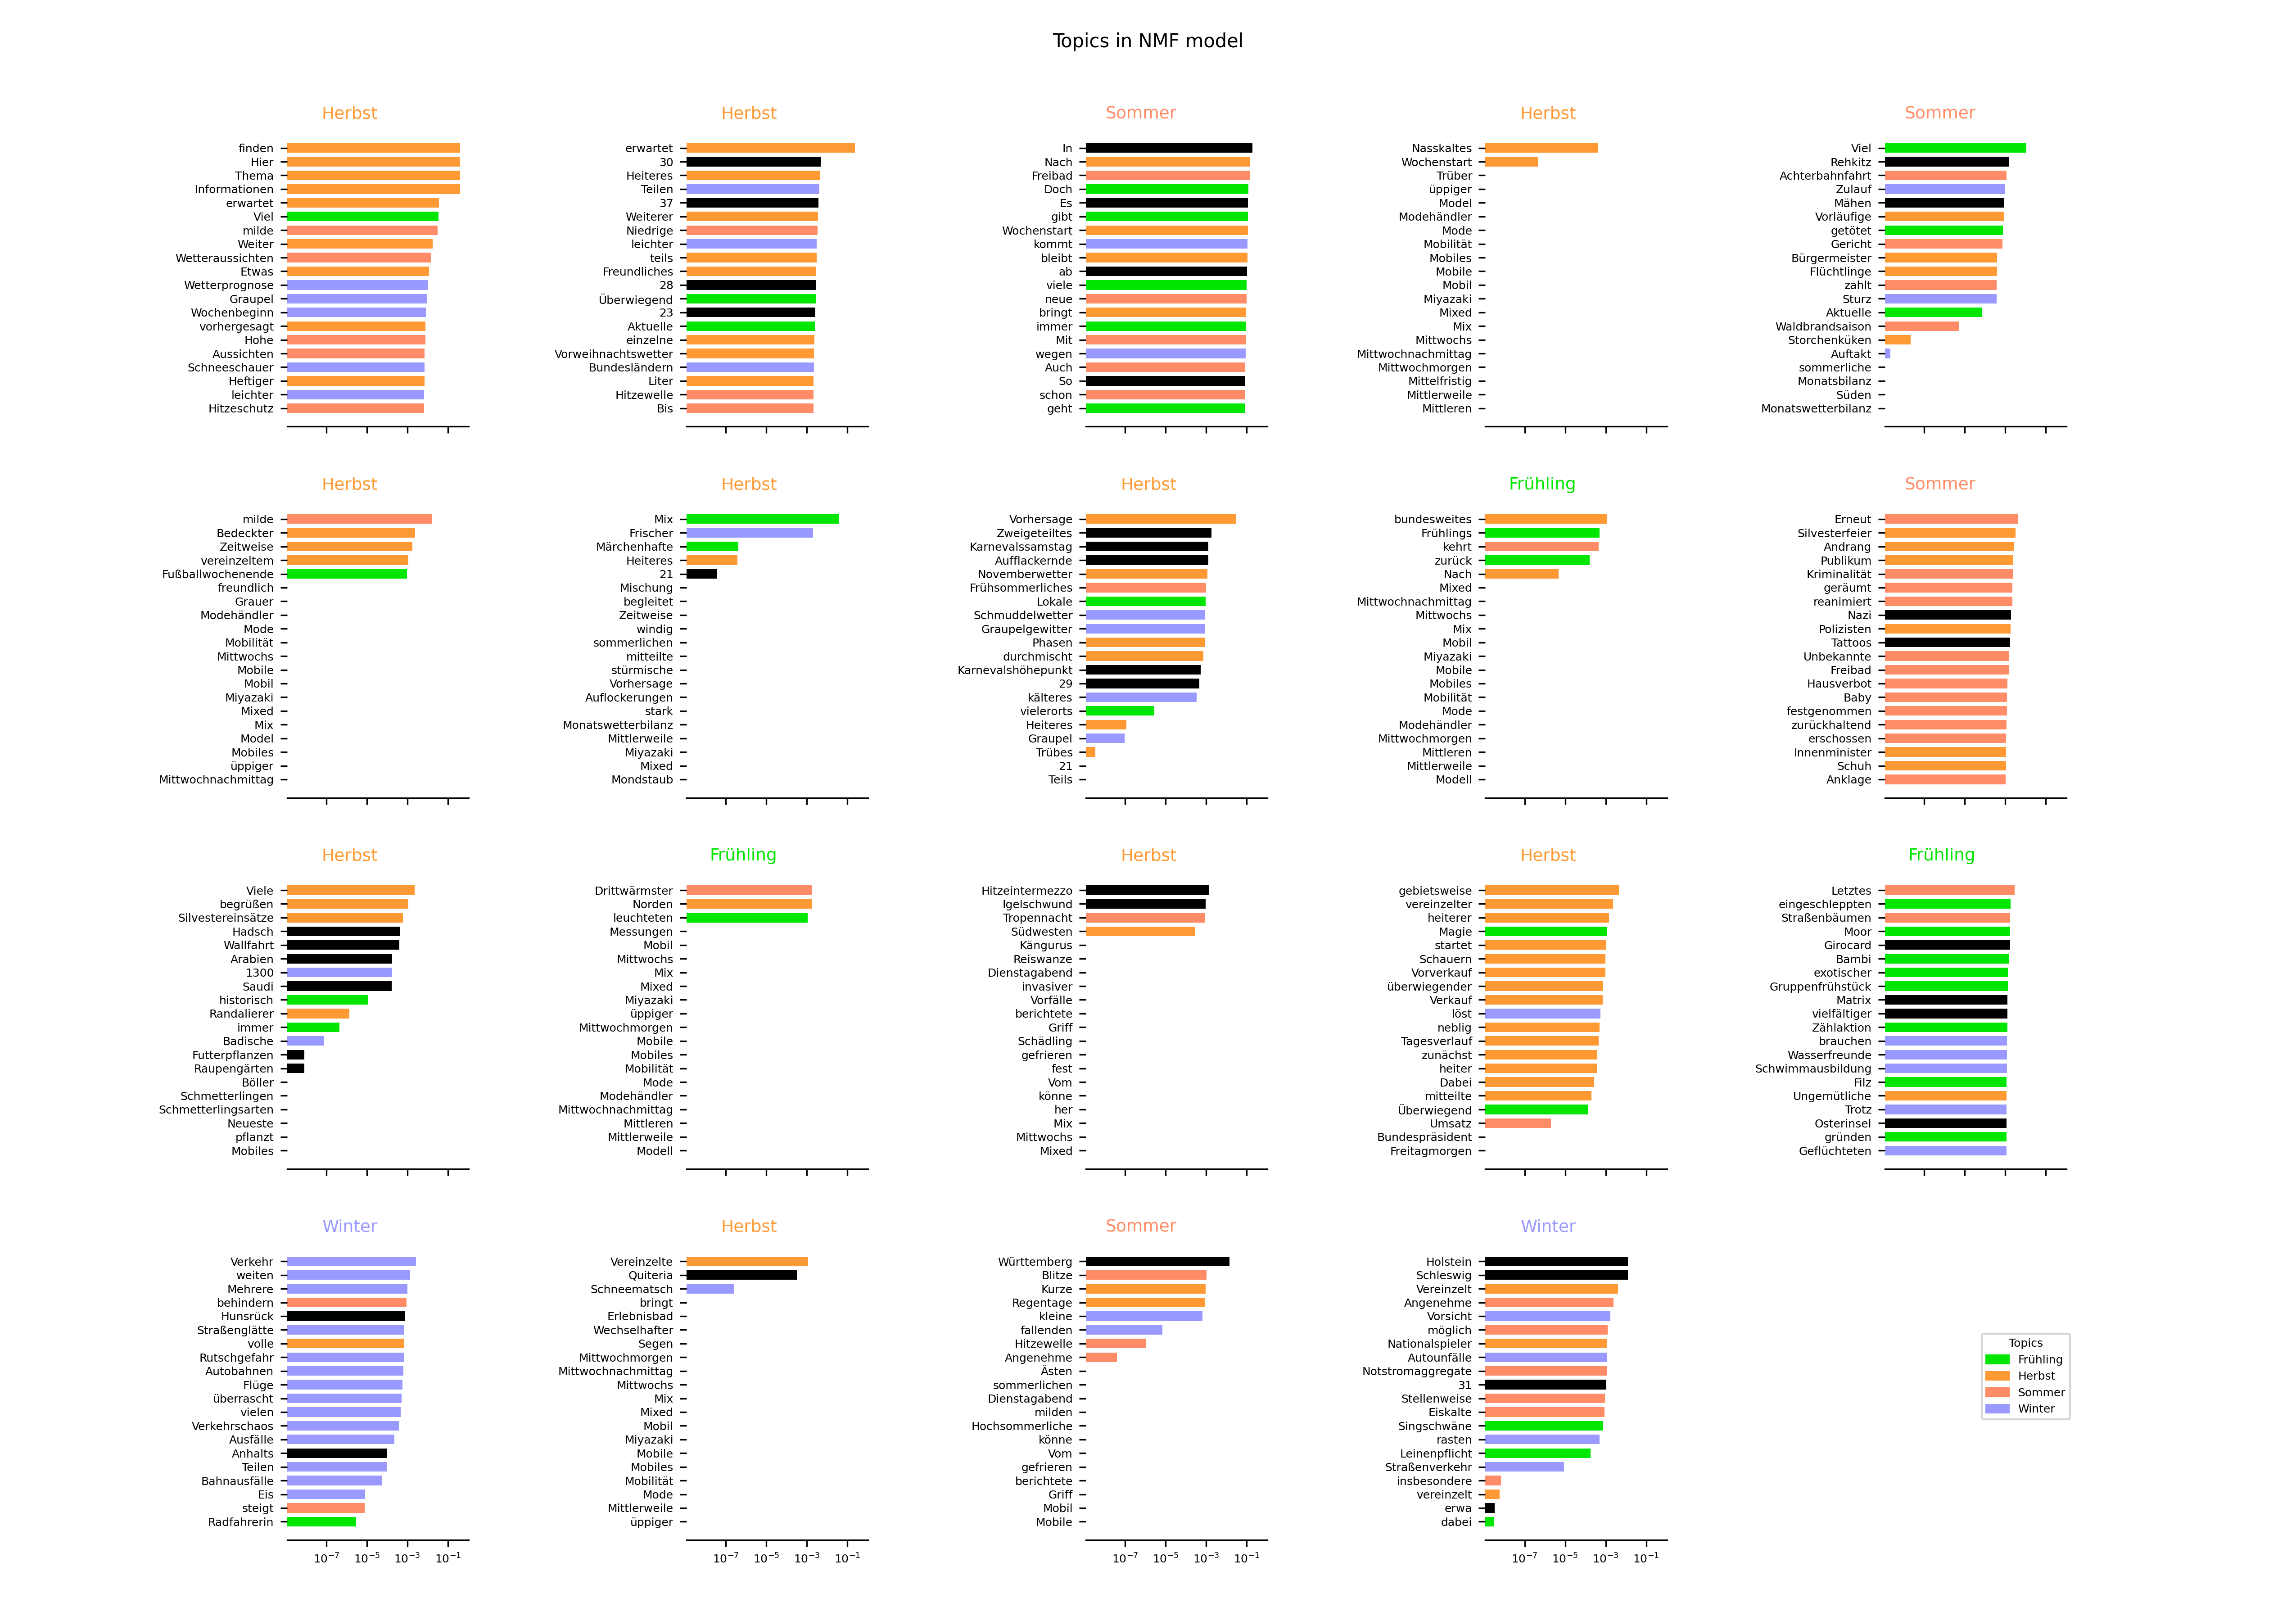 Topics in NMF model
Herbst
finden
Hier
Thema
Informationen
erwartet
Viel
milde
Weiter
Wetteraussichten
Etwas
Wetterprognose
Graupel
Wochenbeginn
vorhergesagt
Hohe
Aussichten
Schneeschauer
Heftiger
leichter
Hitzeschutz
Herbst
erwartet
30
Heiteres
Teilen
37
Weiterer
Niedrige
leichter
teils
Freundliches
28
Überwiegend
23
Aktuelle
einzelne
Vorweihnachtswetter
Bundesländern
Liter
Hitzewelle
Bis
Sommer
In
Nach
Freibad
Doch
Es
gibt
Wochenstart
kommt
bleibt
ab
viele
neue
bringt
immer
Mit
wegen
Auch
So
schon
geht
Herbst
Nasskaltes
Wochenstart
Trüber
üppiger
Model
Modehändler
Mode
Mobilität
Mobiles
Mobile
Mobil
Miyazaki
Mixed
Mix
Mittwochs
Mittwochnachmittag
Mittwochmorgen
Mittelfristig
Mittlerweile
Mittleren
Sommer
Viel
Rehkitz
Achterbahnfahrt
Zulauf
Mähen
Vorläufige
getötet
Gericht
Bürgermeister
Flüchtlinge
zahlt
Sturz
Aktuelle
Waldbrandsaison
Storchenküken
Auftakt
sommerliche
Monatsbilanz
Süden
Monatswetterbilanz
Herbst
milde
Bedeckter
Zeitweise
vereinzeltem
Fußballwochenende
freundlich
Grauer
Modehändler
Mode
Mobilität
Mittwochs
Mobile
Mobil
Miyazaki
Mixed
Mix
Model
Mobiles
üppiger
Mittwochnachmittag
Herbst
Mix
Frischer
Märchenhafte
Heiteres
21
Mischung
begleitet
Zeitweise
windig
sommerlichen
mitteilte
stürmische
Vorhersage
Auflockerungen
stark
Monatswetterbilanz
Mittlerweile
Miyazaki
Mixed
Mondstaub
Herbst
Vorhersage
Zweigeteiltes
Karnevalssamstag
Aufflackernde
Novemberwetter
Frühsommerliches
Lokale
Schmuddelwetter
Graupelgewitter
Phasen
durchmischt
Karnevalshöhepunkt
29
kälteres
vielerorts
Heiteres
Graupel
Trübes
21
Teils
Frühling
bundesweites
Frühlings
kehrt
zurück
Nach
Mixed
Mittwochnachmittag
Mittwochs
Mix
Mobil
Miyazaki
Mobile
Mobiles
Mobilität
Mode
Modehändler
Mittwochmorgen
Mittleren
Mittlerweile
Modell
Sommer
Erneut
Silvesterfeier
Andrang
Publikum
Kriminalität
geräumt
reanimiert
Nazi
Polizisten
Tattoos
Unbekannte
Freibad
Hausverbot
Baby
festgenommen
zurückhaltend
erschossen
Innenminister
Schuh
Anklage
Herbst
Viele
begrüßen
Silvestereinsätze
Hadsch
Wallfahrt
Arabien
1300
Saudi
historisch
Randalierer
immer
Badische
Futterpflanzen
Raupengärten
Böller
Schmetterlingen
Schmetterlingsarten
Neueste
pflanzt
Mobiles
Frühling
Drittwärmster
Norden
leuchteten
Messungen
Mobil
Mittwochs
Mix
Mixed
Miyazaki
üppiger
Mittwochmorgen
Mobile
Mobiles
Mobilität
Mode
Modehändler
Mittwochnachmittag
Mittleren
Mittlerweile
Modell
Herbst
Hitzeintermezzo
Igelschwund
Tropennacht
Südwesten
Kängurus
Reiswanze
Dienstagabend
invasiver
Vorfälle
berichtete
Griff
Schädling
gefrieren
fest
Vom
könne
her
Mix
Mittwochs
Mixed
Herbst
gebietsweise
vereinzelter
heiterer
Magie
startet
Schauern
Vorverkauf
überwiegender
Verkauf
löst
neblig
Tagesverlauf
zunächst
heiter
Dabei
mitteilte
Überwiegend
Umsatz
Bundespräsident
Freitagmorgen
Frühling
Letztes
eingeschleppten
Straßenbäumen
Moor
Girocard
Bambi
exotischer
Gruppenfrühstück
Matrix
vielfältiger
Zählaktion
brauchen
Wasserfreunde
Schwimmausbildung
Filz
Ungemütliche
Trotz
Osterinsel
gründen
Geflüchteten
Winter
Verkehr
weiten
Mehrere
behindern
Hunsrück
Straßenglätte
volle
Rutschgefahr
Autobahnen
Flüge
überrascht
vielen
Verkehrschaos
Ausfälle
Anhalts
Teilen
Bahnausfälle
Eis
steigt
Radfahrerin
10⁻⁷ 10⁻⁵ 10⁻³ 10⁻¹
Herbst
Vereinzelte
Quiteria
Schneematsch
bringt
Erlebnisbad
Wechselhafter
Segen
Mittwochmorgen
Mittwochnachmittag
Mittwochs
Mix
Mixed
Mobil
Miyazaki
Mobile
Mobiles
Mobilität
Mode
Mittlerweile
üppiger
10⁻⁷ 10⁻⁵ 10⁻³ 10⁻¹
Sommer
Württemberg
Blitze
Kurze
Regentage
kleine
fallenden
Hitzewelle
Angenehme
Ästen
sommerlichen
Dienstagabend
milden
Hochsommerliche
könne
Vom
gefrieren
berichtete
Griff
Mobil
Mobile
10⁻⁷ 10⁻⁵ 10⁻³ 10⁻¹
Winter
Holstein
Schleswig
Vereinzelt
Angenehme
Vorsicht
möglich
Nationalspieler
Autounfälle
Notstromaggregate
31
Stellenweise
Eiskalte
Singschwäne
rasten
Leinenpflicht
Straßenverkehr
insbesondere
vereinzelt
erwa
dabei
10⁻⁷ 10⁻⁵ 10⁻³ 10⁻¹
Topics
Frühling
Herbst
Sommer
Winter